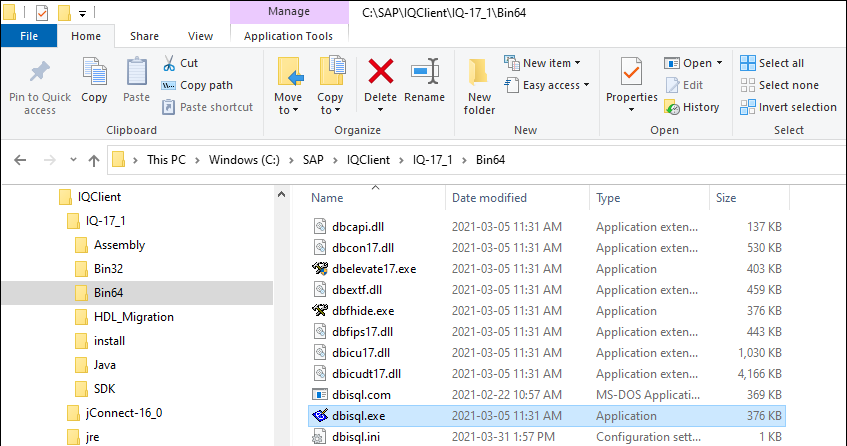 Manage
C:\SAP\IQClient\IQ-17_1\Bin64
File Home Share View Application Tools
Pin to Quick access
Copy
Paste
Cut
Copy path
Paste shortcut
Clipboard
Move to
Copy to
Delete
Rename
Organize
New folder
New item
Easy access
New
Properties
Open
Edit
History
Open
Select all
Select none
Invert selection
Select
This PC > Windows (C:) > SAP > IQClient > IQ-17_1 > Bin64
IQClient
IQ-17_1
Assembly
Bin32
Bin64
HDL_Migration
install
Java
SDK
jConnect-16_0
jre
Name Date modified Type Size
dbcapi.dll 2021-03-05 11:31 AM Application exten... 137 KB
dbcon17.dll 2021-03-05 11:31 AM Application exten... 530 KB
dbelevate17.exe 2021-03-05 11:31 AM Application 403 KB
dbextf.dll 2021-03-05 11:31 AM Application exten... 459 KB
dbfhide.exe 2021-03-05 11:31 AM Application 376 KB
dbfips17.dll 2021-03-05 11:31 AM Application exten... 443 KB
dbicu17.dll 2021-03-05 11:31 AM Application exten... 1,030 KB
dbicudt17.dll 2021-03-05 11:31 AM Application exten... 4,166 KB
dbisql.com 2021-02-22 10:57 AM MS-DOS Applicati... 369 KB
dbisql.exe 2021-03-05 11:31 AM Application 376 KB
dbisql.ini 2021-03-31 1:57 PM Configuration sett... 1 KB